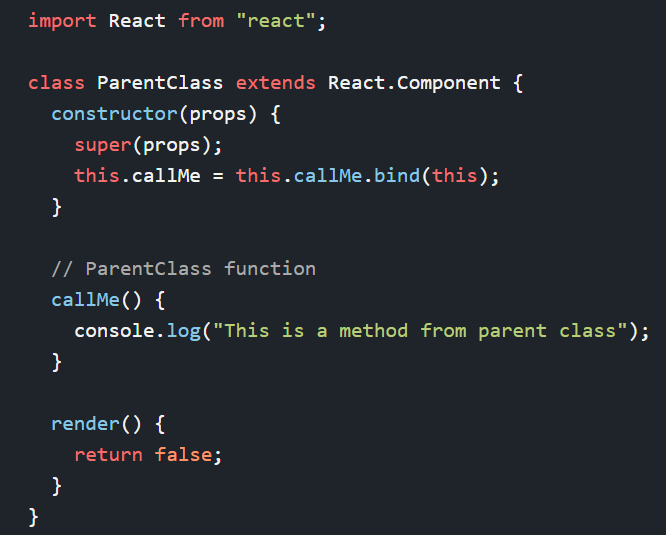 import React from "react";

class ParentClass extends React.Component {
  constructor(props) {
    super(props);
    this.callMe = this.callMe.bind(this);
  }

  // ParentClass function
  callMe() {
    console.log("This is a method from parent class");
  }

  render() {
    return false;
  }
}